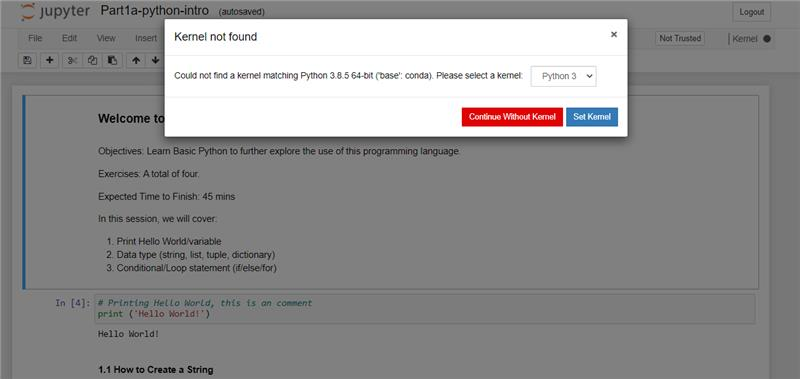 jupyter Part1a-python-intro (autosaved)
Logout
File Edit View Insert
Not Trusted
Kernel
Kernel not found
×
Could not find a kernel matching Python 3.8.5 64-bit ('base': conda). Please select a kernel:
Python 3
Continue Without Kernel
Set Kernel
Welcome to
Objectives: Learn Basic Python to further explore the use of this programming language.
Exercises: A total of four.
Expected Time to Finish: 45 mins
In this session, we will cover:
1. Print Hello World/variable
2. Data type (string, list, tuple, dictionary)
3. Conditional/Loop statement (if/else/for)
In [4]: # Printing Hello World, this is an comment
print ('Hello World!')
Hello World!
1.1 How to Create a String